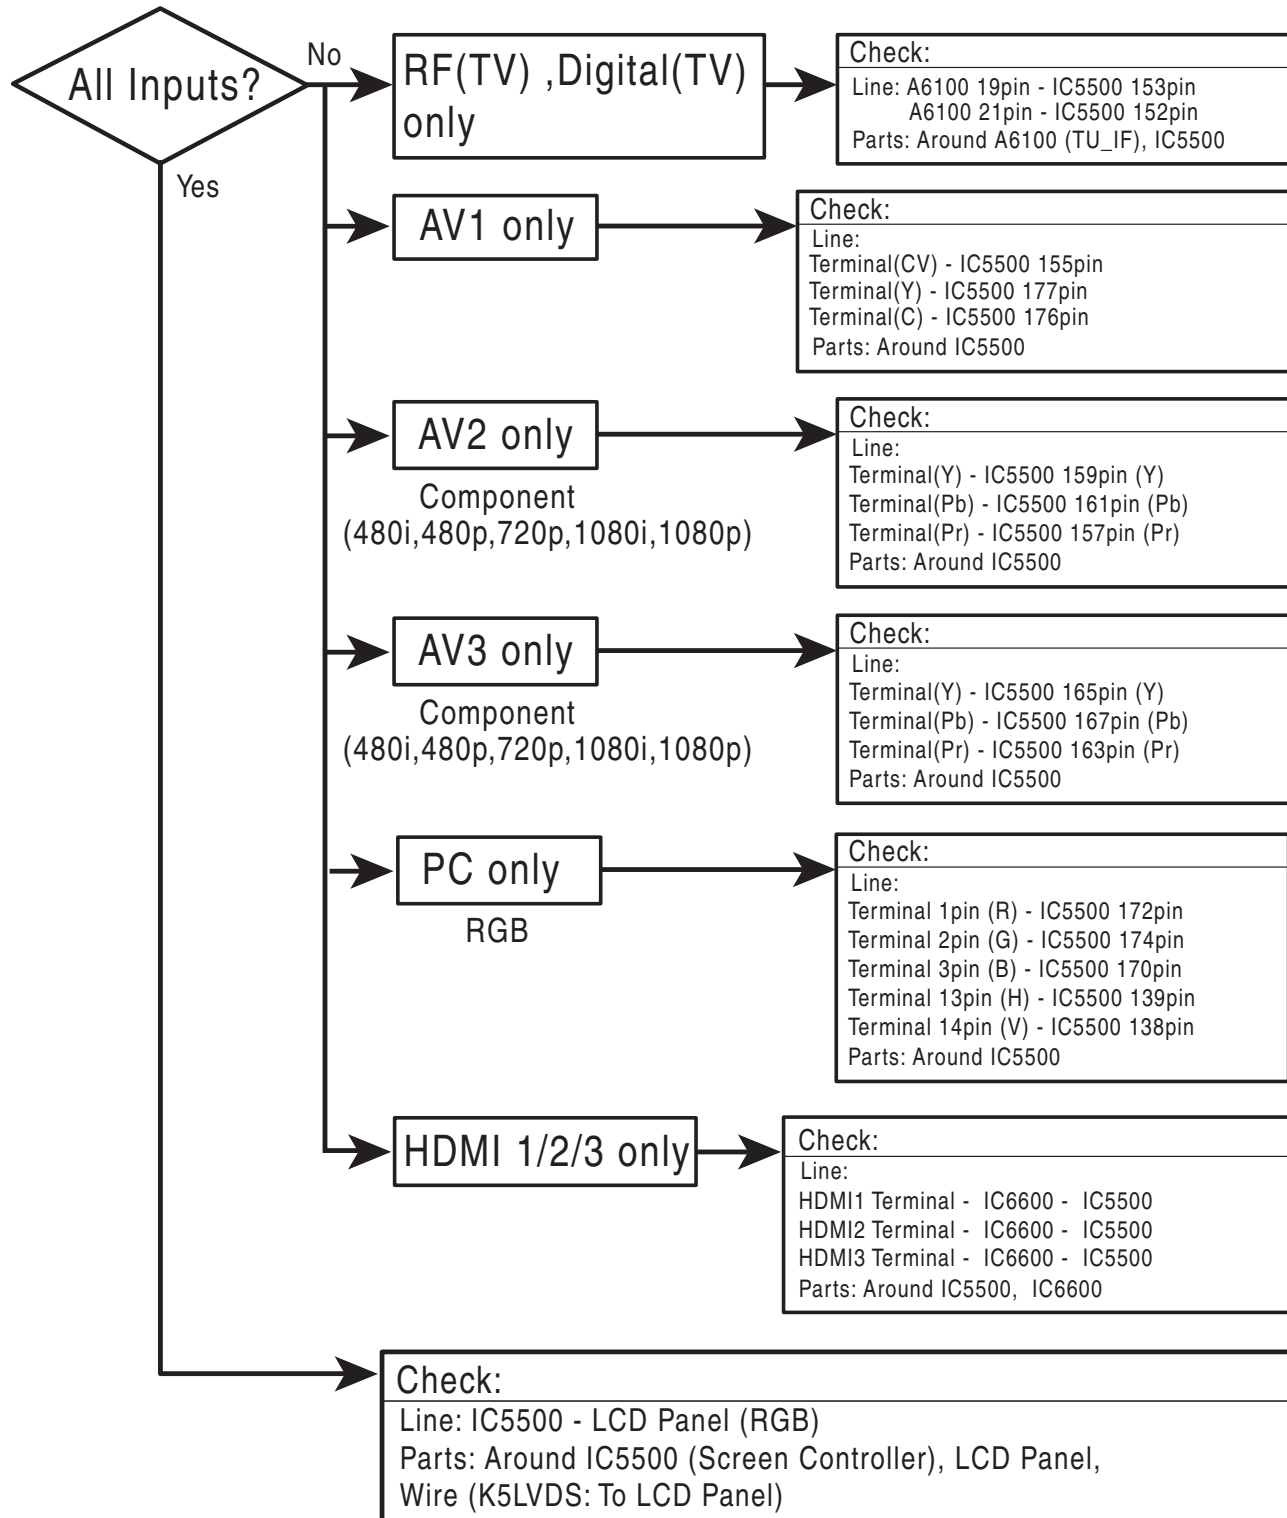 All Inputs?
No
Yes
RF(TV) ,Digital(TV)
only
Check:
Line: A6100 19pin - IC5500 153pin
A6100 21pin - IC5500 152pin
Parts: Around A6100 (TU_IF), IC5500
AV1 only
Check:
Line:
Terminal(CV) - IC5500 155pin
Terminal(Y) - IC5500 177pin
Terminal(C) - IC5500 176pin
Parts: Around IC5500
AV2 only
Component
(480i,480p,720p,1080i,1080p)
Check:
Line:
Terminal(Y) - IC5500 159pin (Y)
Terminal(Pb) - IC5500 161pin (Pb)
Terminal(Pr) - IC5500 157pin (Pr)
Parts: Around IC5500
AV3 only
Component
(480i,480p,720p,1080i,1080p)
Check:
Line:
Terminal(Y) - IC5500 165pin (Y)
Terminal(Pb) - IC5500 167pin (Pb)
Terminal(Pr) - IC5500 163pin (Pr)
Parts: Around IC5500
PC only
RGB
Check:
Line:
Terminal 1pin (R) - IC5500 172pin
Terminal 2pin (G) - IC5500 174pin
Terminal 3pin (B) - IC5500 170pin
Terminal 13pin (H) - IC5500 139pin
Terminal 14pin (V) - IC5500 138pin
Parts: Around IC5500
HDMI 1/2/3 only
Check:
Line:
HDMI1 Terminal - IC6600 - IC5500
HDMI2 Terminal - IC6600 - IC5500
HDMI3 Terminal - IC6600 - IC5500
Parts: Around IC5500, IC6600
Check:
Line: IC5500 - LCD Panel (RGB)
Parts: Around IC5500 (Screen Controller), LCD Panel,
Wire (K5LVDS: To LCD Panel)